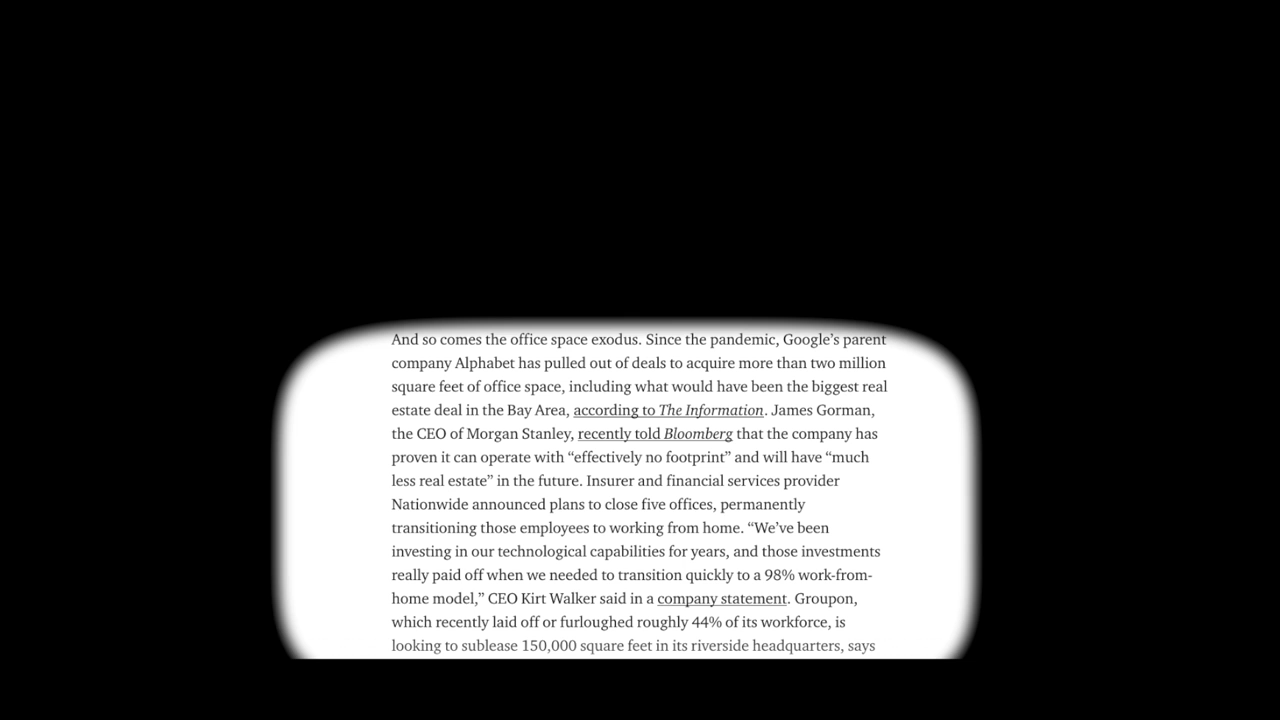 And so comes the office space exodus. Since the pandemic, Google’s parent
company Alphabet has pulled out of deals to acquire more than two million
square feet of office space, including what would have been the biggest real
estate deal in the Bay Area, according to The Information. James Gorman,
the CEO of Morgan Stanley, recently told Bloomberg that the company has
proven it can operate with “effectively no footprint” and will have “much
less real estate” in the future. Insurer and financial services provider
Nationwide announced plans to close five offices, permanently
transitioning those employees to working from home. “We’ve been
investing in our technological capabilities for years, and those investments
really paid off when we needed to transition quickly to a 98% work-from-
home model,” CEO Kirt Walker said in a company statement. Groupon,
which recently laid off or furloughed roughly 44% of its workforce, is
looking to sublease 150,000 square feet in its riverside headquarters, says